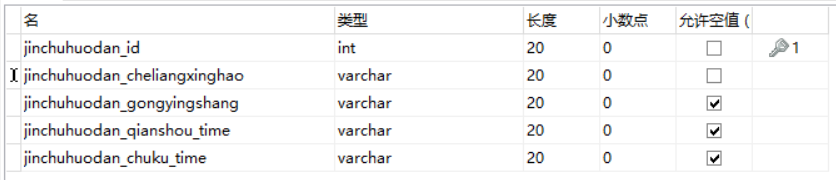 名 类型 长度 小数点 允许空值 (
jinchuhuodan_id int 20 0 1
jinchuhuodan_cheliangxinghao varchar 20 0
jinchuhuodan_gongyingshang varchar 20 0
jinchuhuodan_qianshou_time varchar 20 0
jinchuhuodan_chuku_time varchar 20 0